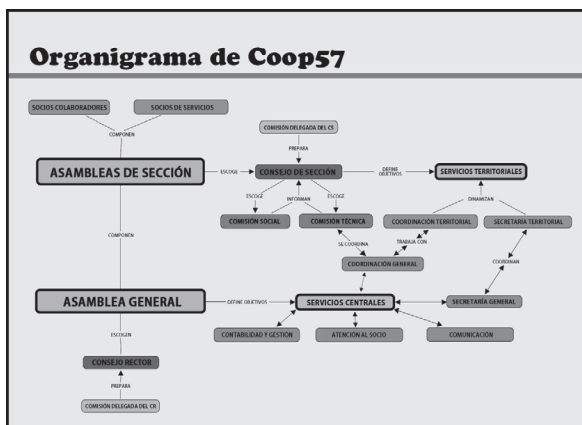 Organigrama de Coop57
SOCIOS COLABORADORES
SOCIOS DE SERVICIOS
COMPONEN
COMISIÓN DELEGADA DEL CS
PREPARA
ASAMBLEAS DE SECCIÓN
ESCOGE
CONSEJO DE SECCIÓN
DEFINE
OBJETIVOS
SERVICIOS TERRITORIALES
ESCOGE
INFORMAN
ESCOGE
DINAMIZAN
COMISIÓN SOCIAL
COMISIÓN TÉCNICA
COORDINACIÓN TERRITORIAL
SECRETARÍA TERRITORIAL
COMPONEN
SE COORDINA
TRABAJA CON
COORDINACIÓN GENERAL
COORDINAN
ASAMBLEA GENERAL
DEFINE OBJETIVOS
SERVICIOS CENTRALES
SECRETARÍA GENERAL
ESCOGEN
CONTABILIDAD Y GESTIÓN
ATENCIÓN AL SOCIO
COMUNICACIÓN
CONSEJO RECTOR
PREPARA
COMISIÓN DELEGADA DEL CR